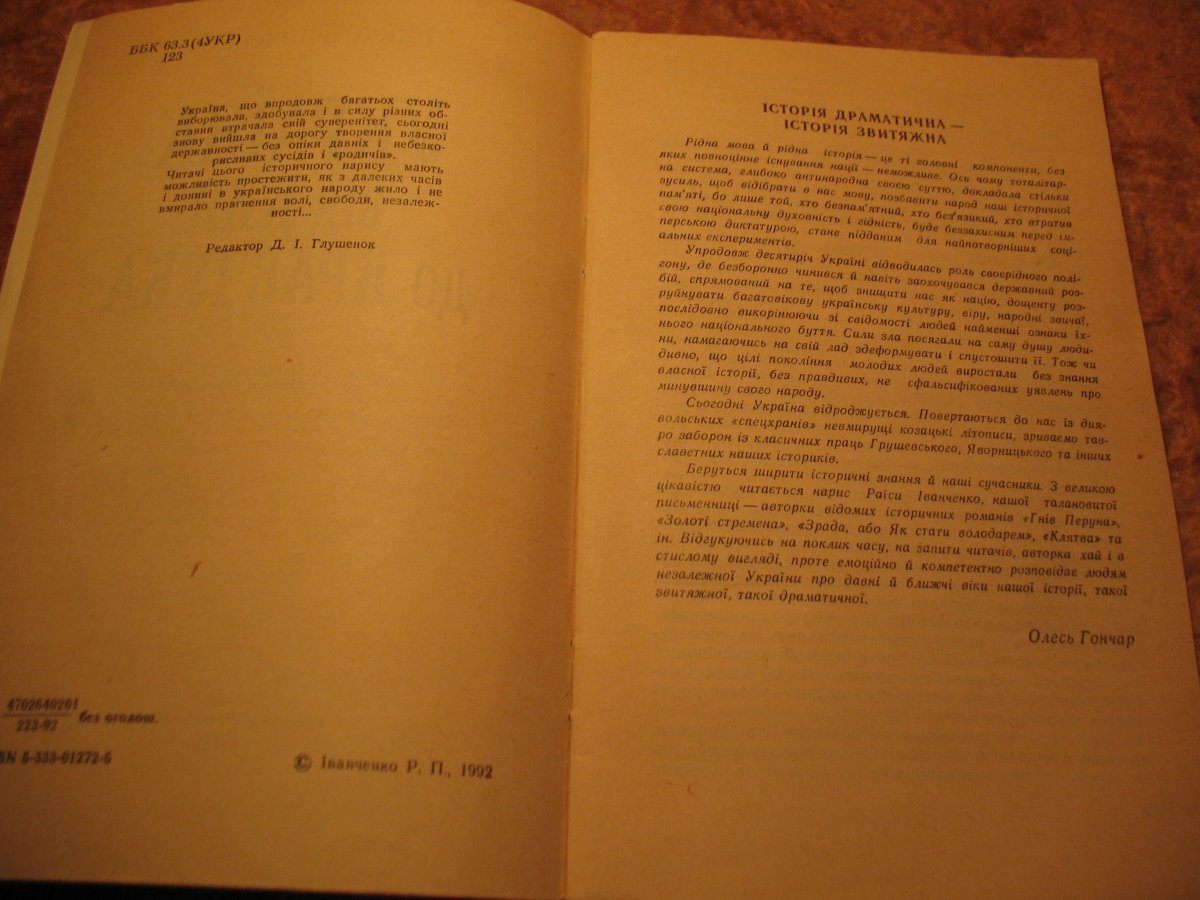 ББК 63.3(4УКР)
І23
Україна, що впродовж багатьох століть
виборювала, здобувала і в силу різних об-
ставин втрачала свій суверенітет, сьогодні
знову вийшла на дорогу творення власної
державності — без опіки давніх і небезко-
рисливих сусідів і «родичів».
Читачі цього історичного нарису мають
можливість простежити, як з далеких часів
і донині в українського народу жило і не
вмирало прагнення волі, свободи, незалеж-
ності...
Редактор Д. І. Глушенок
4702640201
223-92 без оголош.
BN 5-333-01272-5
© Іванченко Р. П., 1992
ІСТОРІЯ ДРАМАТИЧНА —
ІСТОРІЯ ЗВИТЯЖНА
Рідна мова й рідна історія — це ті головні компоненти, без
яких повноцінне існування нації — неможливе. Ось чому тоталітар-
на система, глибоко антинародна своєю суттю, докладала стільки
зусиль, щоб відібрати в нас мову, позбавити народ наш історичної
пам'яті, бо лише той, хто безпам'ятний, хто без'язикий, хто втратив
свою національну духовність і гідність, буде беззахисним перед ім-
перською диктатурою, стане підданим для найпотворніших соці-
альних експериментів.
Упродовж десятиріч Україні відводилась роль своєрідного полі-
гону, де безборонно чинився й навіть заохочувався державний роз-
бій, спрямований на те, щоб знищити нас як націю, дощенту роз-
руйнувати багатовікову українську культуру, віру, народні звичаї,
послідовно викорінюючи зі свідомості людей найменші ознаки їх-
нього національного буття. Сили зла посягали на саму душу люди-
ни, намагаючись на свій лад здеформувати і спустошити її. Тож чи
дивно, що цілі покоління молодих людей виростали без знання
власної історії, без правдивих, не сфальсифікованих уявлень про
минувшину свого народу.
Сьогодні Україна відроджується. Повертаються до нас із дия-
вольських «спецхранів» невмирущі козацькі літописи, зриваємо тав-
ро заборон із класичних праць Грушевського, Яворницького та інших
славетних наших істориків.
Беруться ширити історичні знання й наші сучасники. З великою
цікавістю читається нарис Раїси Іванченко, нашої талановитої
письменниці — авторки відомих історичних романів «Гнів Перуна»,
«Золоті стремена», «Зрада, або Як стати володарем», «Клятва» та
ін. Відгукуючись на поклик часу, на запити читачів, авторка хай і в
стислому вигляді, проте емоційно й компетентно розповідає людям
незалежної України про давні й ближчі віки нашої історії, такої
звитяжної, такої драматичної.
Олесь Гончар